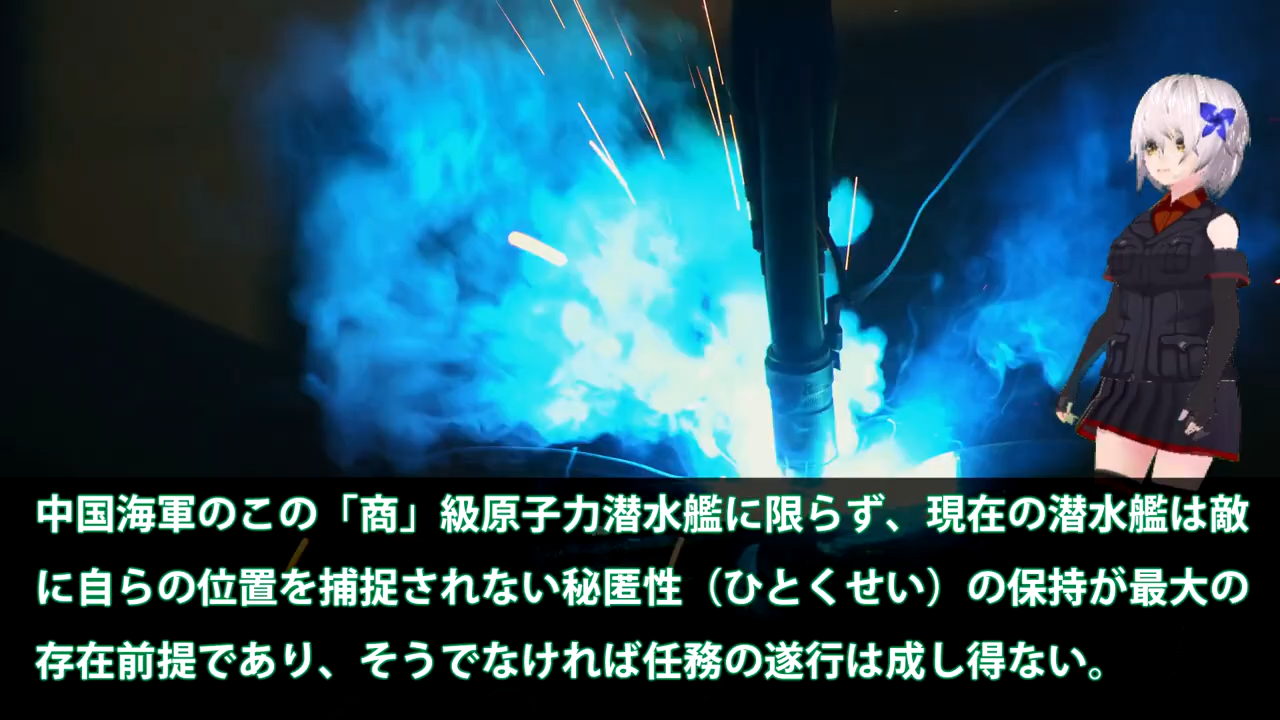 中国海軍のこの「商」級原子力潜水艦に限らず、現在の潜水艦は敵
に自らの位置を捕捉されない秘匿性（ひとくせい）の保持が最大の
存在前提であり、そうでなければ任務の遂行は成し得ない。